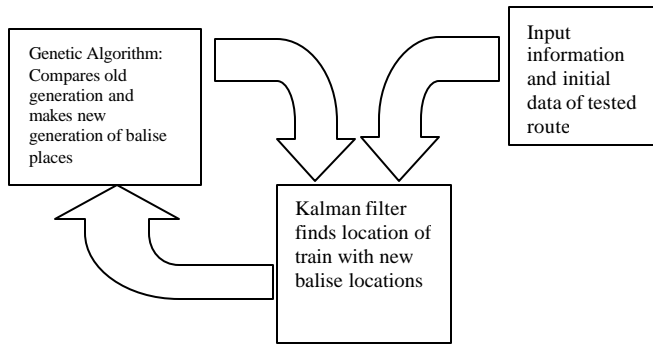 Genetic Algorithm:
Compares old
generation and
makes new
generation of balise
places
Input
information
and initial
data of tested
route
Kalman filter
finds location of
train with new
balise locations